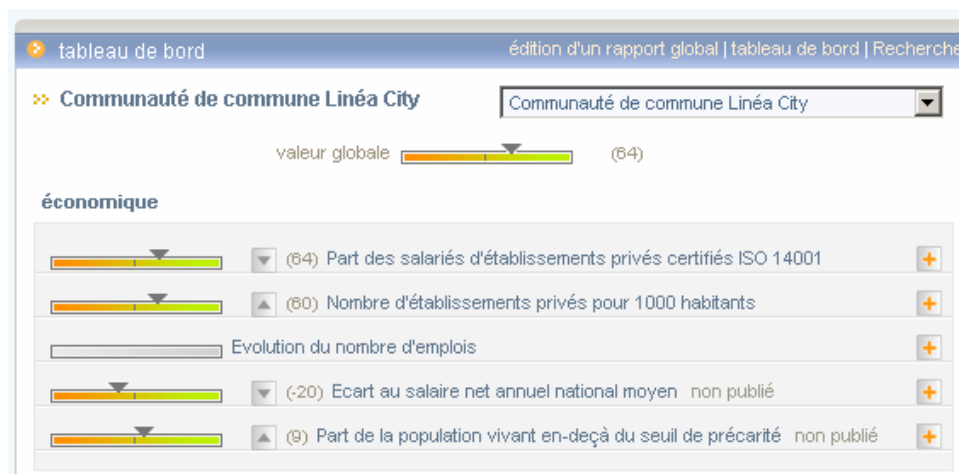 tableau de bord
édition d'un rapport global | tableau de bord | Recherche
Communauté de commune Linéa City
Communauté de commune Linéa City
valeur globale (64)
économique
(64) Part des salariés d'établissements privés certifiés ISO 14001
(60) Nombre d'établissements privés pour 1000 habitants
Evolution du nombre d'emplois
(-20) Ecart au salaire net annuel national moyen non publié
(9) Part de la population vivant en-deçà du seuil de précarité non publié